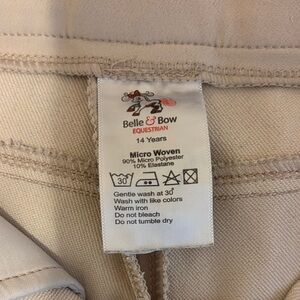 Belle & Bow
EQUESTRIAN
14 Years
Micro Woven
90% Micro Polyester
10% Elastane
30
Gentle wash at 30°
Wash with like colors
Warm iron
Do not bleach
Do not tumble dry